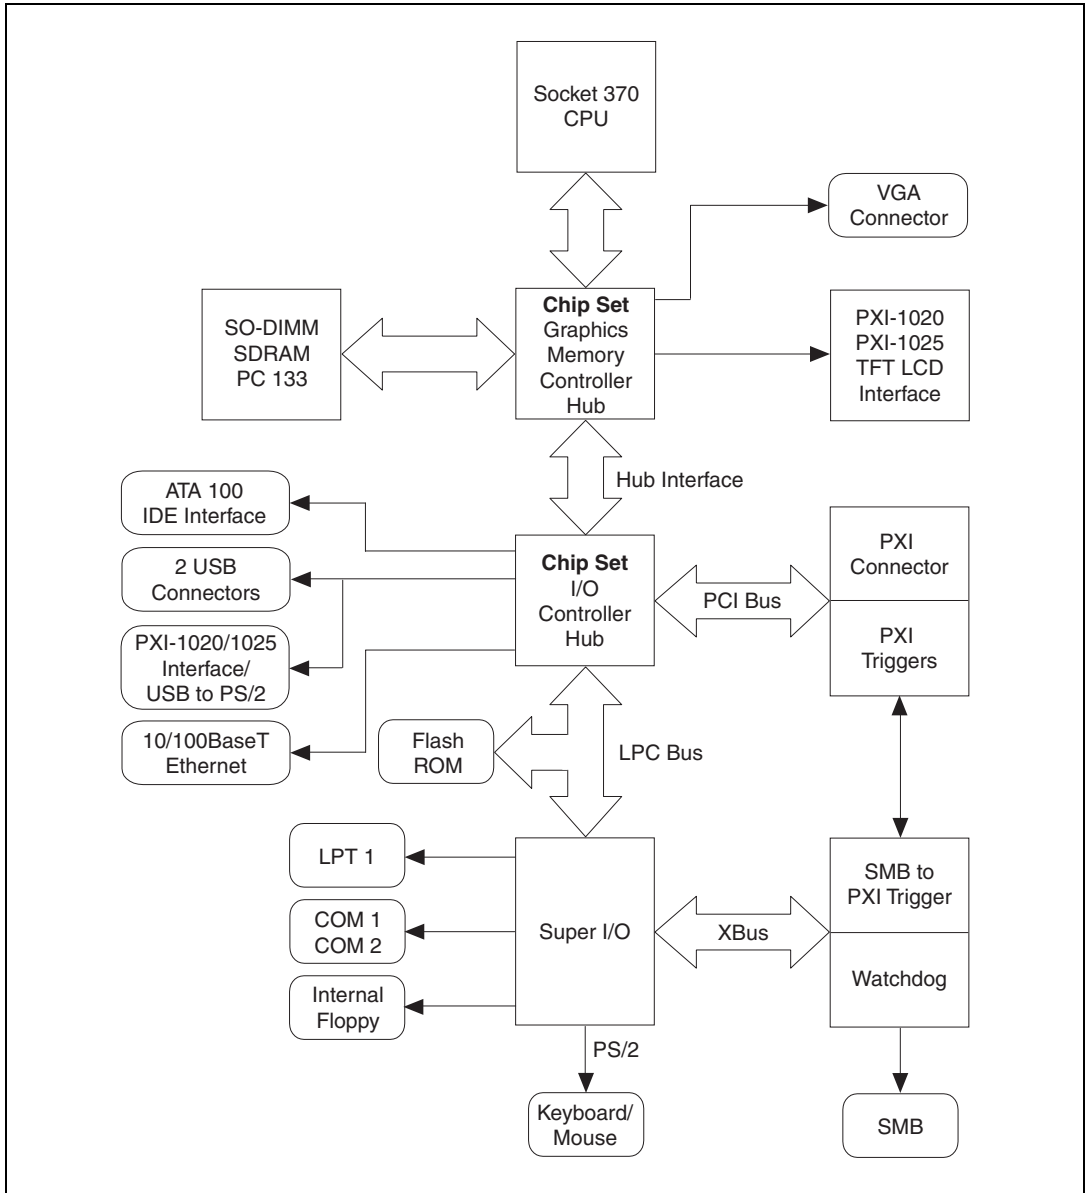 Socket 370
CPU
VGA
Connector
SO-DIMM
SDRAM
PC 133
Chip Set
Graphics
Memory
Controller
Hub
PXI-1020
PXI-1025
TFT LCD
Interface
Hub Interface
ATA 100
IDE Interface
2 USB
Connectors
PXI-1020/1025
Interface/
USB to PS/2
10/100BaseT
Ethernet
Chip Set
I/O
Controller
Hub
PCI Bus
PXI
Connector
PXI
Triggers
Flash
ROM
LPC Bus
LPT 1
COM 1
COM 2
Internal
Floppy
Super I/O
XBus
SMB to
PXI Trigger
Watchdog
PS/2
Keyboard/
Mouse
SMB